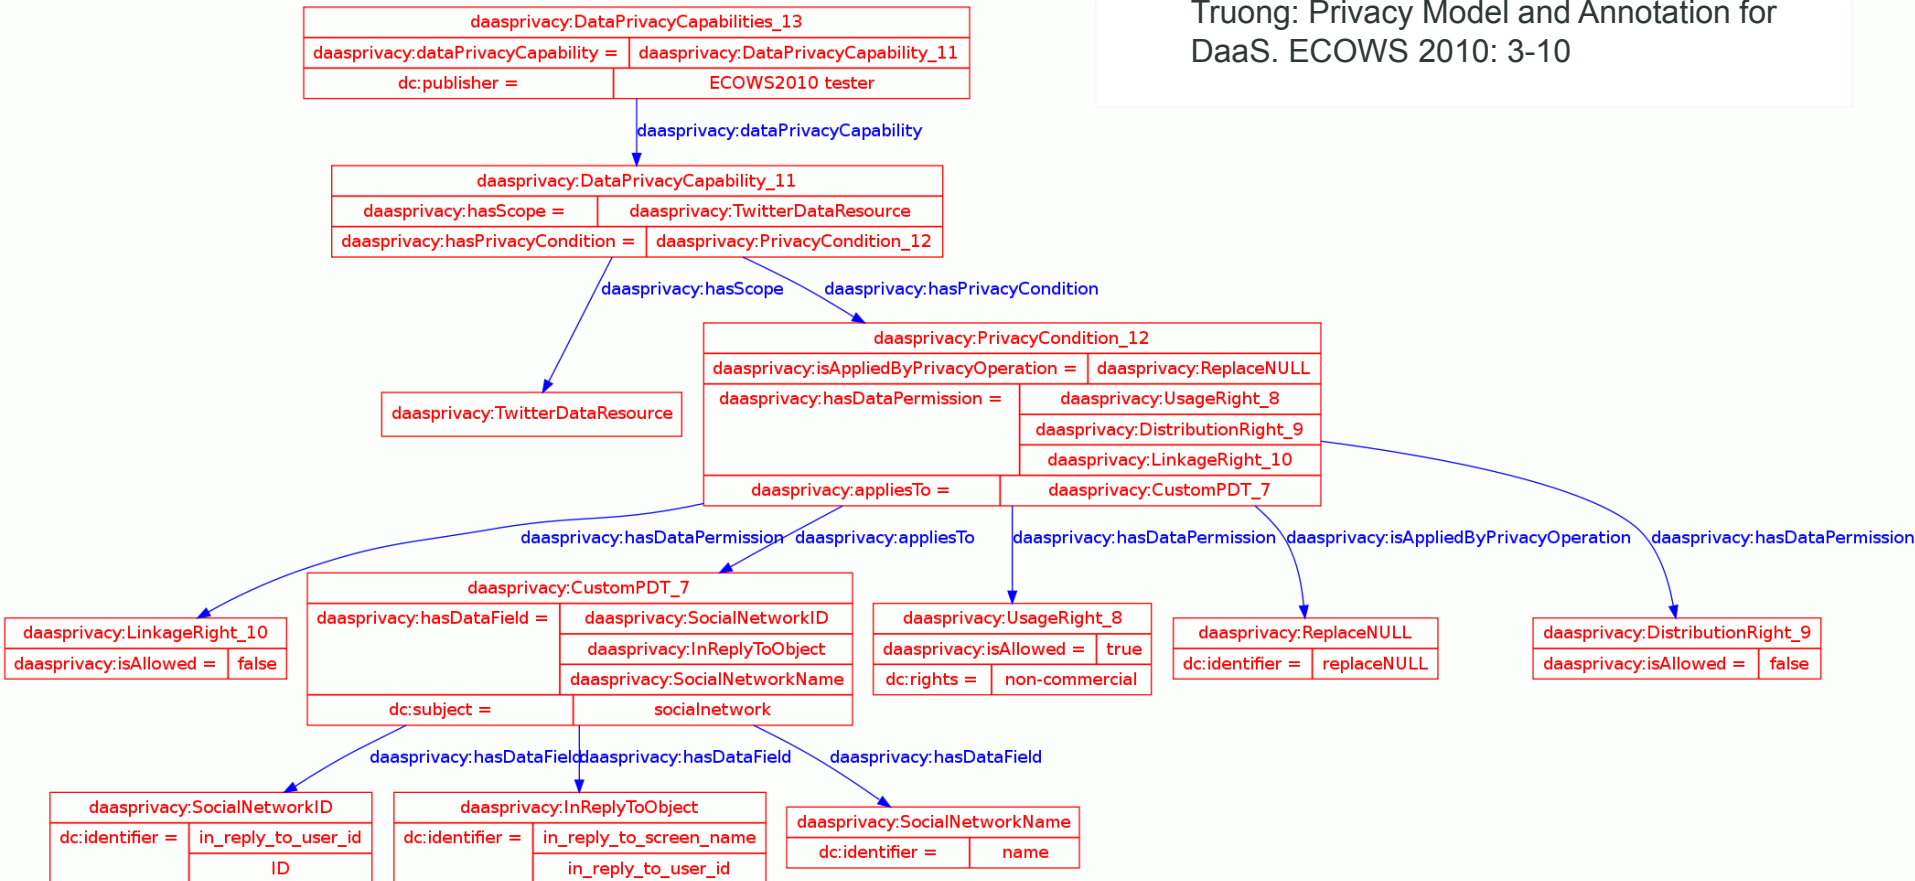 Truong: Privacy Model and Annotation for
DaaS. ECOWS 2010: 3-10
daasprivacy:DataPrivacyCapabilities_13
daasprivacy:dataPrivacyCapability = daasprivacy:DataPrivacyCapability_11
dc:publisher = ECOWS2010 tester
daasprivacy:dataPrivacyCapability
daasprivacy:DataPrivacyCapability_11
daasprivacy:hasScope = daasprivacy:TwitterDataResource
daasprivacy:hasPrivacyCondition = daasprivacy:PrivacyCondition_12
daasprivacy:hasScope daasprivacy:hasPrivacyCondition
daasprivacy:TwitterDataResource
daasprivacy:PrivacyCondition_12
daasprivacy:isAppliedByPrivacyOperation = daasprivacy:ReplaceNULL
daasprivacy:hasDataPermission = daasprivacy:UsageRight_8
daasprivacy:DistributionRight_9
daasprivacy:LinkageRight_10
daasprivacy:appliesTo = daasprivacy:CustomPDT_7
daasprivacy:hasDataPermission daasprivacy:appliesTo daasprivacy:hasDataPermission daasprivacy:isAppliedByPrivacyOperation daasprivacy:hasDataPermission
daasprivacy:LinkageRight_10
daasprivacy:isAllowed = false
daasprivacy:CustomPDT_7
daasprivacy:hasDataField = daasprivacy:SocialNetworkID
daasprivacy:InReplyToObject
daasprivacy:SocialNetworkName
dc:subject = socialnetwork
daasprivacy:UsageRight_8
daasprivacy:isAllowed = true
dc:rights = non-commercial
daasprivacy:ReplaceNULL
dc:identifier = replaceNULL
daasprivacy:DistributionRight_9
daasprivacy:isAllowed = false
daasprivacy:hasDataField daasprivacy:hasDataField daasprivacy:hasDataField
daasprivacy:SocialNetworkID
dc:identifier = in_reply_to_user_id
ID
daasprivacy:InReplyToObject
dc:identifier = in_reply_to_screen_name
in_reply_to_user_id
daasprivacy:SocialNetworkName
dc:identifier = name